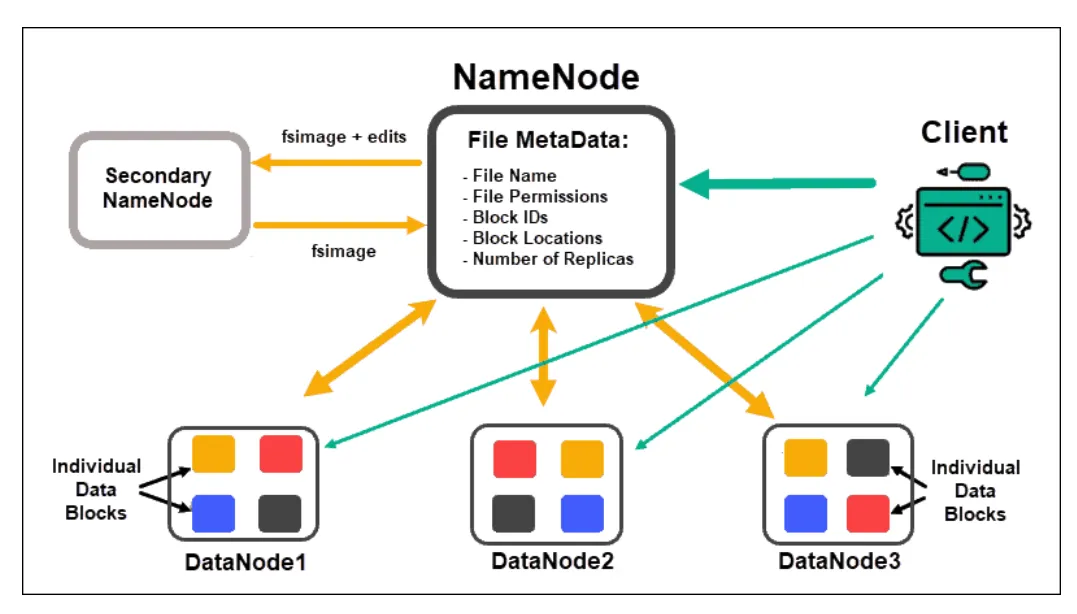 NameNode
fsimage + edits
Secondary
NameNode
fsimage
File MetaData:
- File Name
- File Permissions
- Block IDs
- Block Locations
- Number of Replicas
Client
</>
Individual
Data
Blocks
DataNode1
DataNode2
DataNode3
Individual
Data
Blocks